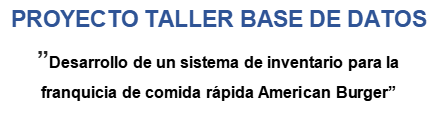 PROYECTO TALLER BASE DE DATOS
”Desarrollo de un sistema de inventario para la
franquicia de comida rápida American Burger”